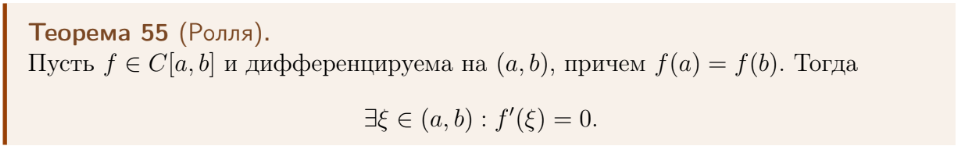 Теорема 55 (Ролля).
Пусть f ∈ C[a, b] и дифференцируема на (a, b), причем f(a) = f(b). Тогда
∃ξ ∈ (a, b) : f′(ξ) = 0.